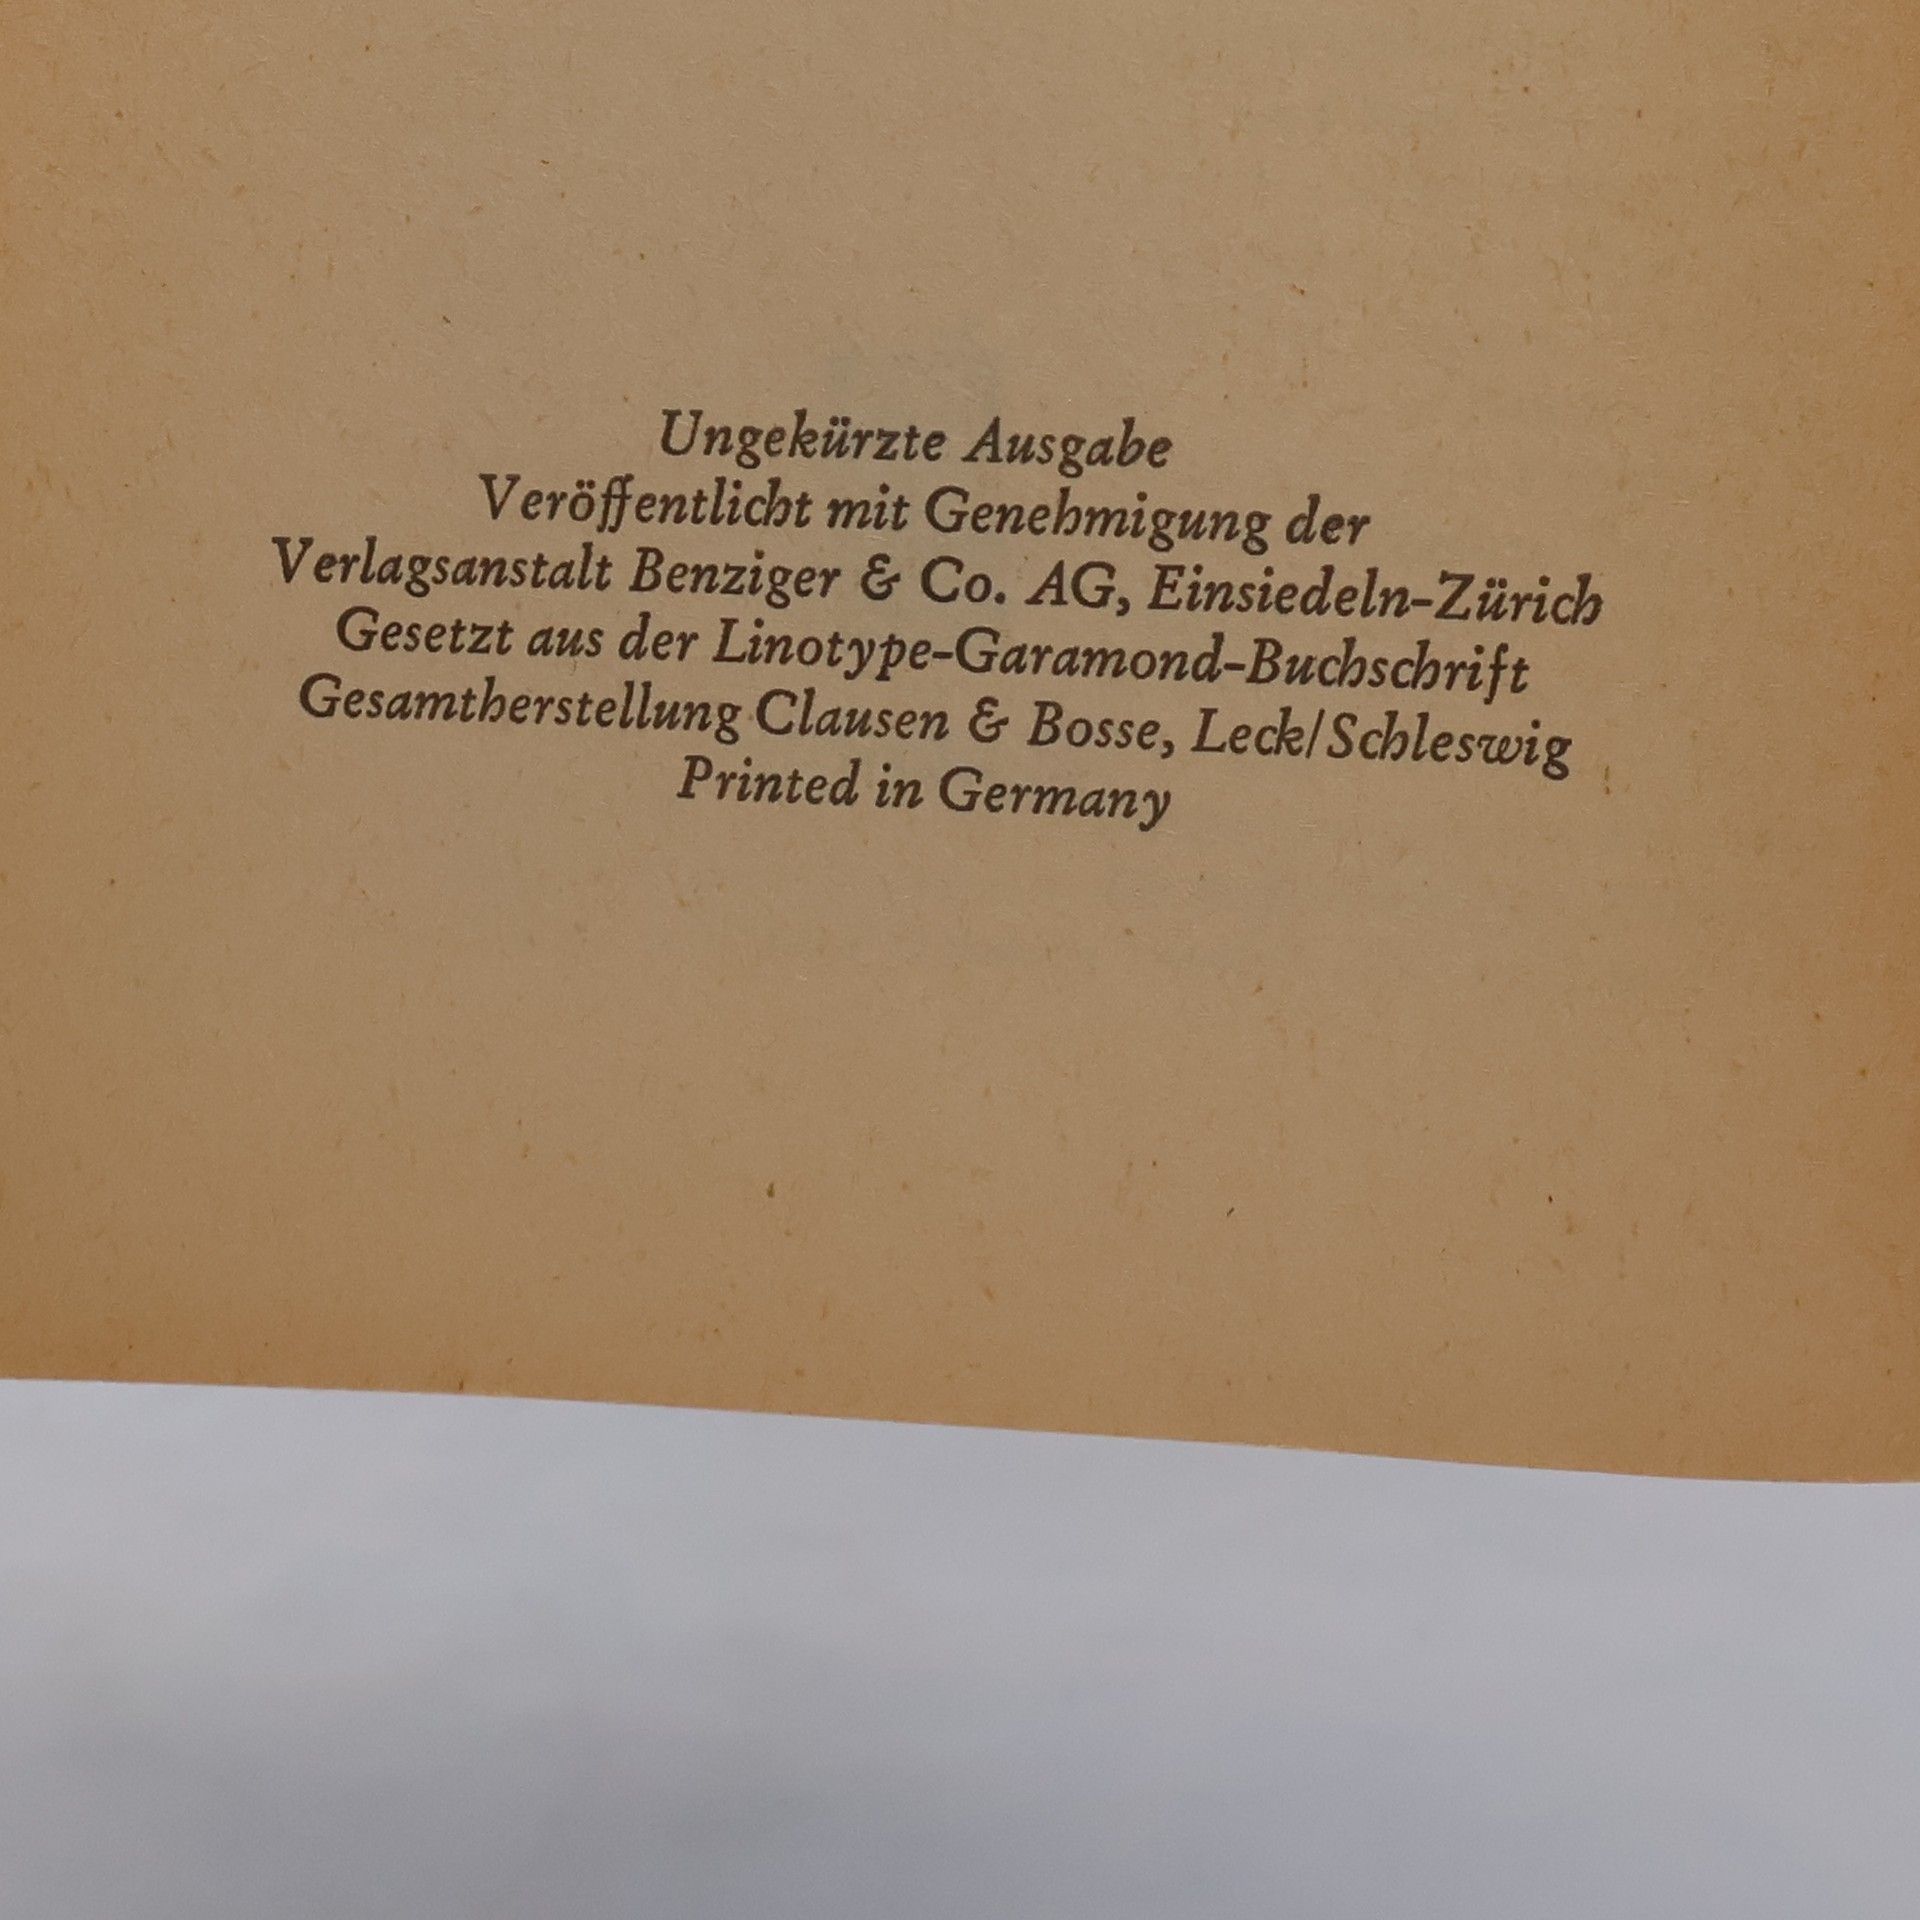 Ungekürzte Ausgabe
Veröffentlicht mit Genehmigung der
Verlagsanstalt Benziger & Co. AG, Einsiedeln-Zürich
Gesetzt aus der Linotype-Garamond-Buchschrift
Gesamtherstellung Clausen & Bosse, Leck/Schleswig
Printed in Germany